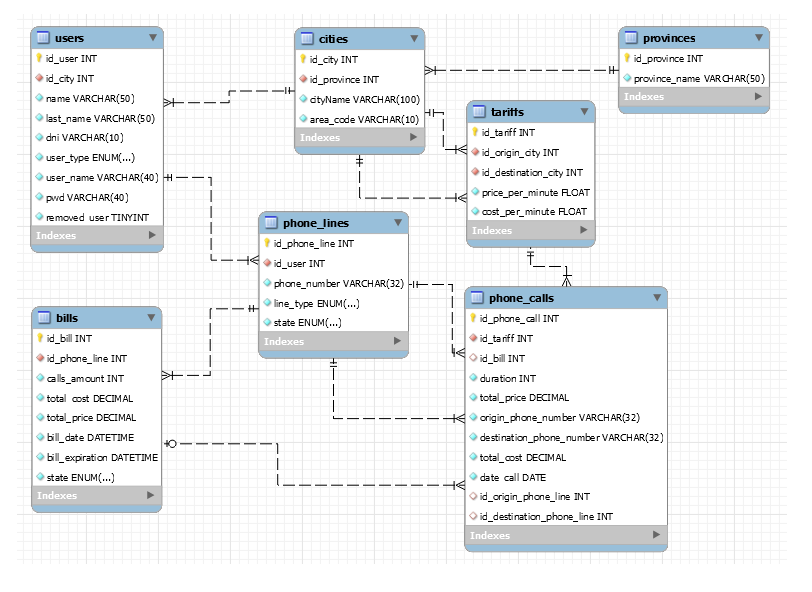 users
id_user INT
id_city INT
name VARCHAR(50)
last_name VARCHAR(50)
dni VARCHAR(10)
user_type ENUM(...)
user_name VARCHAR(40)
pwd VARCHAR(40)
removed_user TINYINT
Indexes
cities
id_city INT
id_province INT
cityName VARCHAR(100)
area_code VARCHAR(10)
Indexes
provinces
id_province INT
province_name VARCHAR(50)
Indexes
tariffs
id_tariff INT
id_origin_city INT
id_destination_city INT
price_per_minute FLOAT
cost_per_minute FLOAT
Indexes
phone_lines
id_phone_line INT
id_user INT
phone_number VARCHAR(32)
line_type ENUM(...)
state ENUM(...)
Indexes
bills
id_bill INT
id_phone_line INT
calls_amount INT
total_cost DECIMAL
total_price DECIMAL
bill_date DATETIME
bill_expiration DATETIME
state ENUM(...)
Indexes
phone_calls
id_phone_call INT
id_tariff INT
id_bill INT
duration INT
total_price DECIMAL
origin_phone_number VARCHAR(32)
destination_phone_number VARCHAR(32)
total_cost DECIMAL
date_call DATE
id_origin_phone_line INT
id_destination_phone_line INT
Indexes